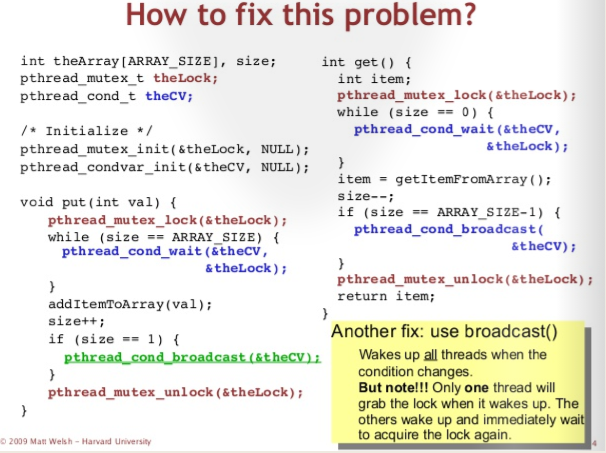 How to fix this problem?
int theArray[ARRAY_SIZE], size;
pthread_mutex_t theLock;
pthread_cond_t theCV;
/* Initialize */
pthread_mutex_init(&theLock, NULL);
pthread_condvar_init(&theCV, NULL);
void put(int val) {
pthread_mutex_lock(&theLock);
while (size == ARRAY_SIZE) {
pthread_cond_wait(&theCV,
&theLock);
}
addItemToArray(val);
size++;
if (size == 1) {
pthread_cond_broadcast(&theCV);
}
pthread_mutex_unlock(&theLock);
}
int get() {
int item;
pthread_mutex_lock(&theLock);
while (size == 0) {
pthread_cond_wait(&theCV,
&theLock);
}
item = getItemFromArray();
size--;
if (size == ARRAY_SIZE-1) {
pthread_cond_broadcast(
&theCV);
}
pthread_mutex_unlock(&theLock);
return item;
}
Another fix: use broadcast()
Wakes up all threads when the
condition changes.
But note!!! Only one thread will
grab the lock when it wakes up. The
others wake up and immediately wait
to acquire the lock again.
© 2009 Matt Welsh – Harvard University
4